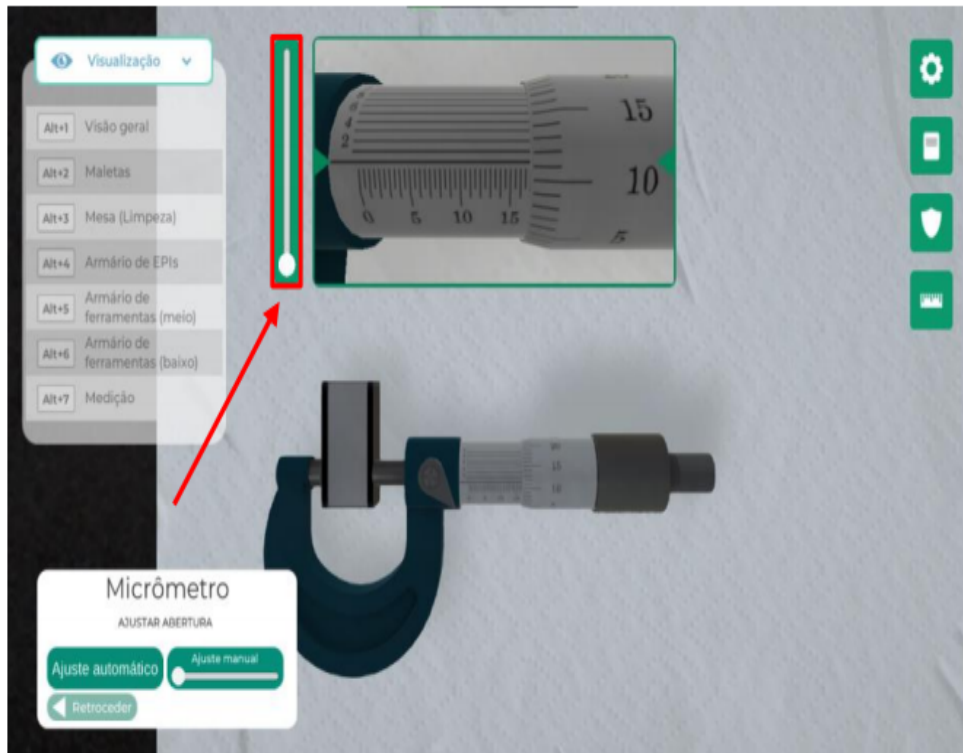 Visualização
Alt+1 Visão geral
Alt+2 Maletas
Alt+3 Mesa (Limpeza)
Alt+4 Armário de EPIs
Alt+5 Armário de
ferramentas (meio)
Alt+6 Armário de
ferramentas (baixo)
Alt+7 Medição
2
0 5 10 15
15
10
5
Micrômetro
AJUSTAR ABERTURA
Ajuste automático
Ajuste manual
Retroceder